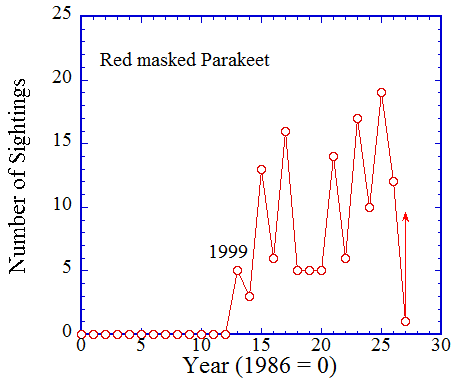 25
Red masked Parakeet
20
15
10
1999
5
0
0 5 10 15 20 25 30
Number of Sightings
Year (1986 = 0)